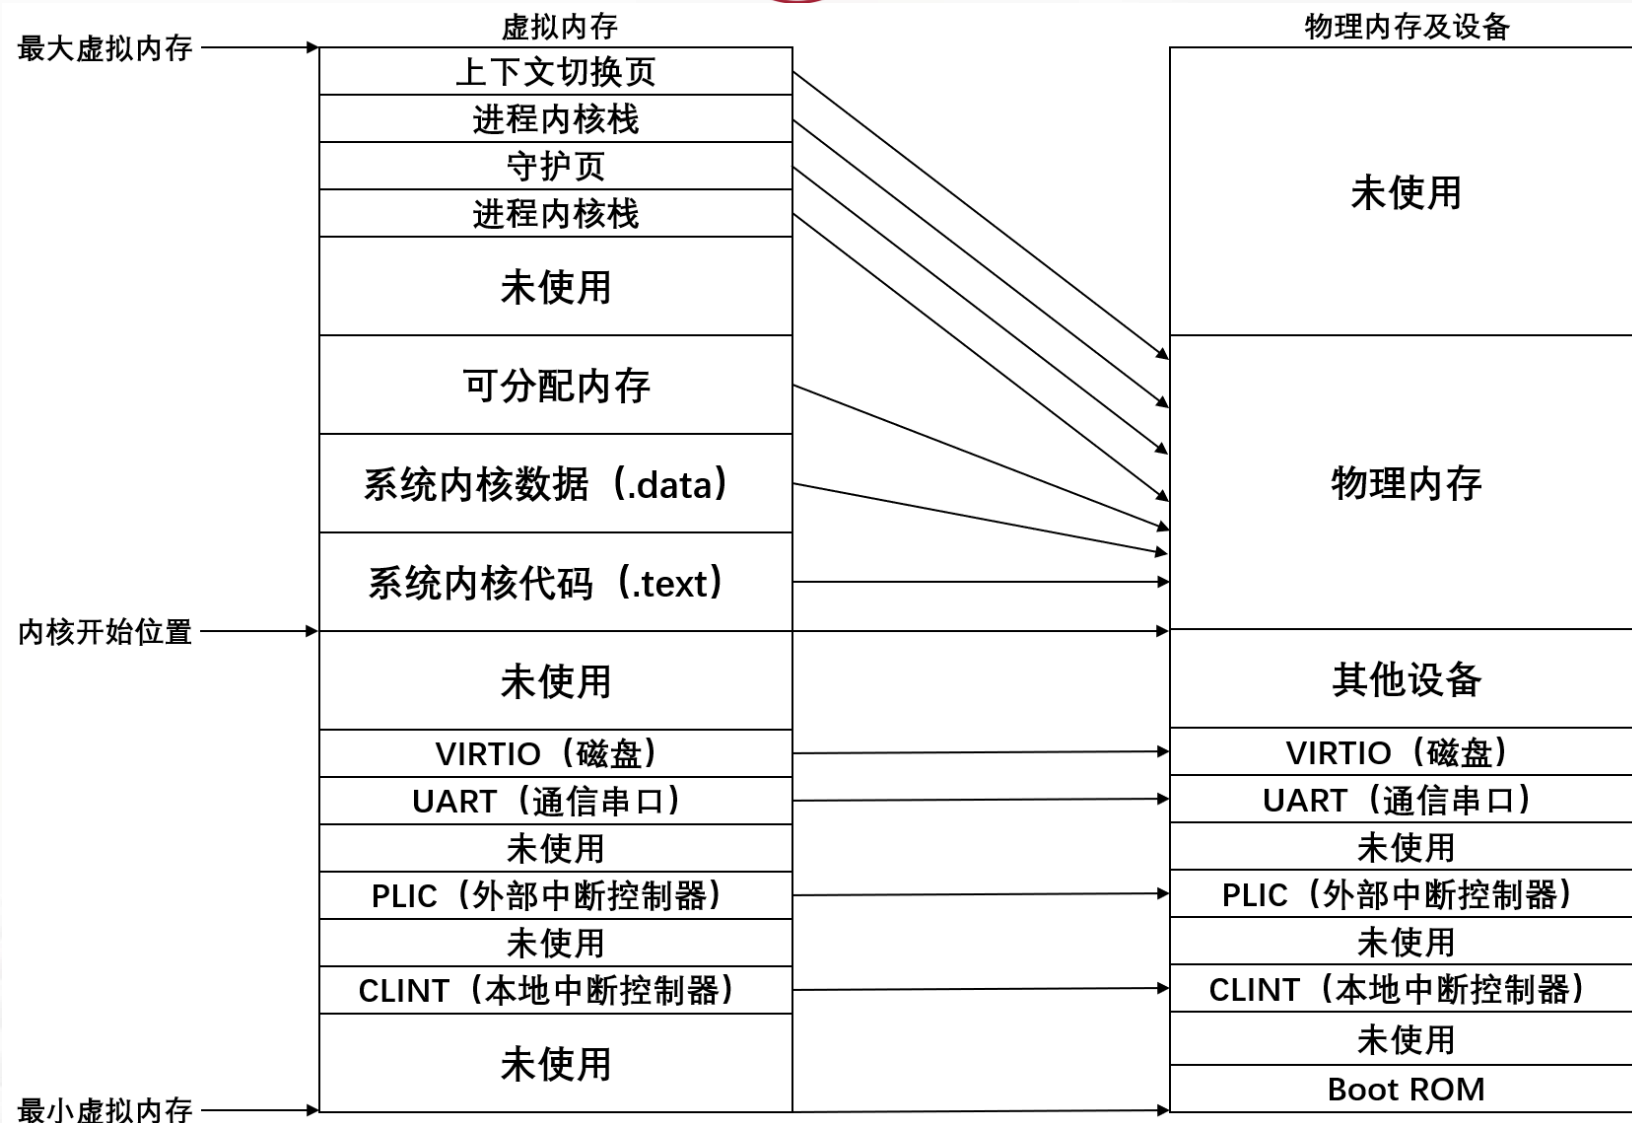 虚拟内存
物理内存及设备
最大虚拟内存
上下文切换页
进程内核栈
守护页
进程内核栈
未使用
可分配内存
系统内核数据（.data）
系统内核代码（.text）
内核开始位置
未使用
VIRTIO（磁盘）
UART（通信串口）
未使用
PLIC（外部中断控制器）
未使用
CLINT（本地中断控制器）
未使用
最小虚拟内存
未使用
物理内存
其他设备
VIRTIO（磁盘）
UART（通信串口）
未使用
PLIC（外部中断控制器）
未使用
CLINT（本地中断控制器）
未使用
Boot ROM